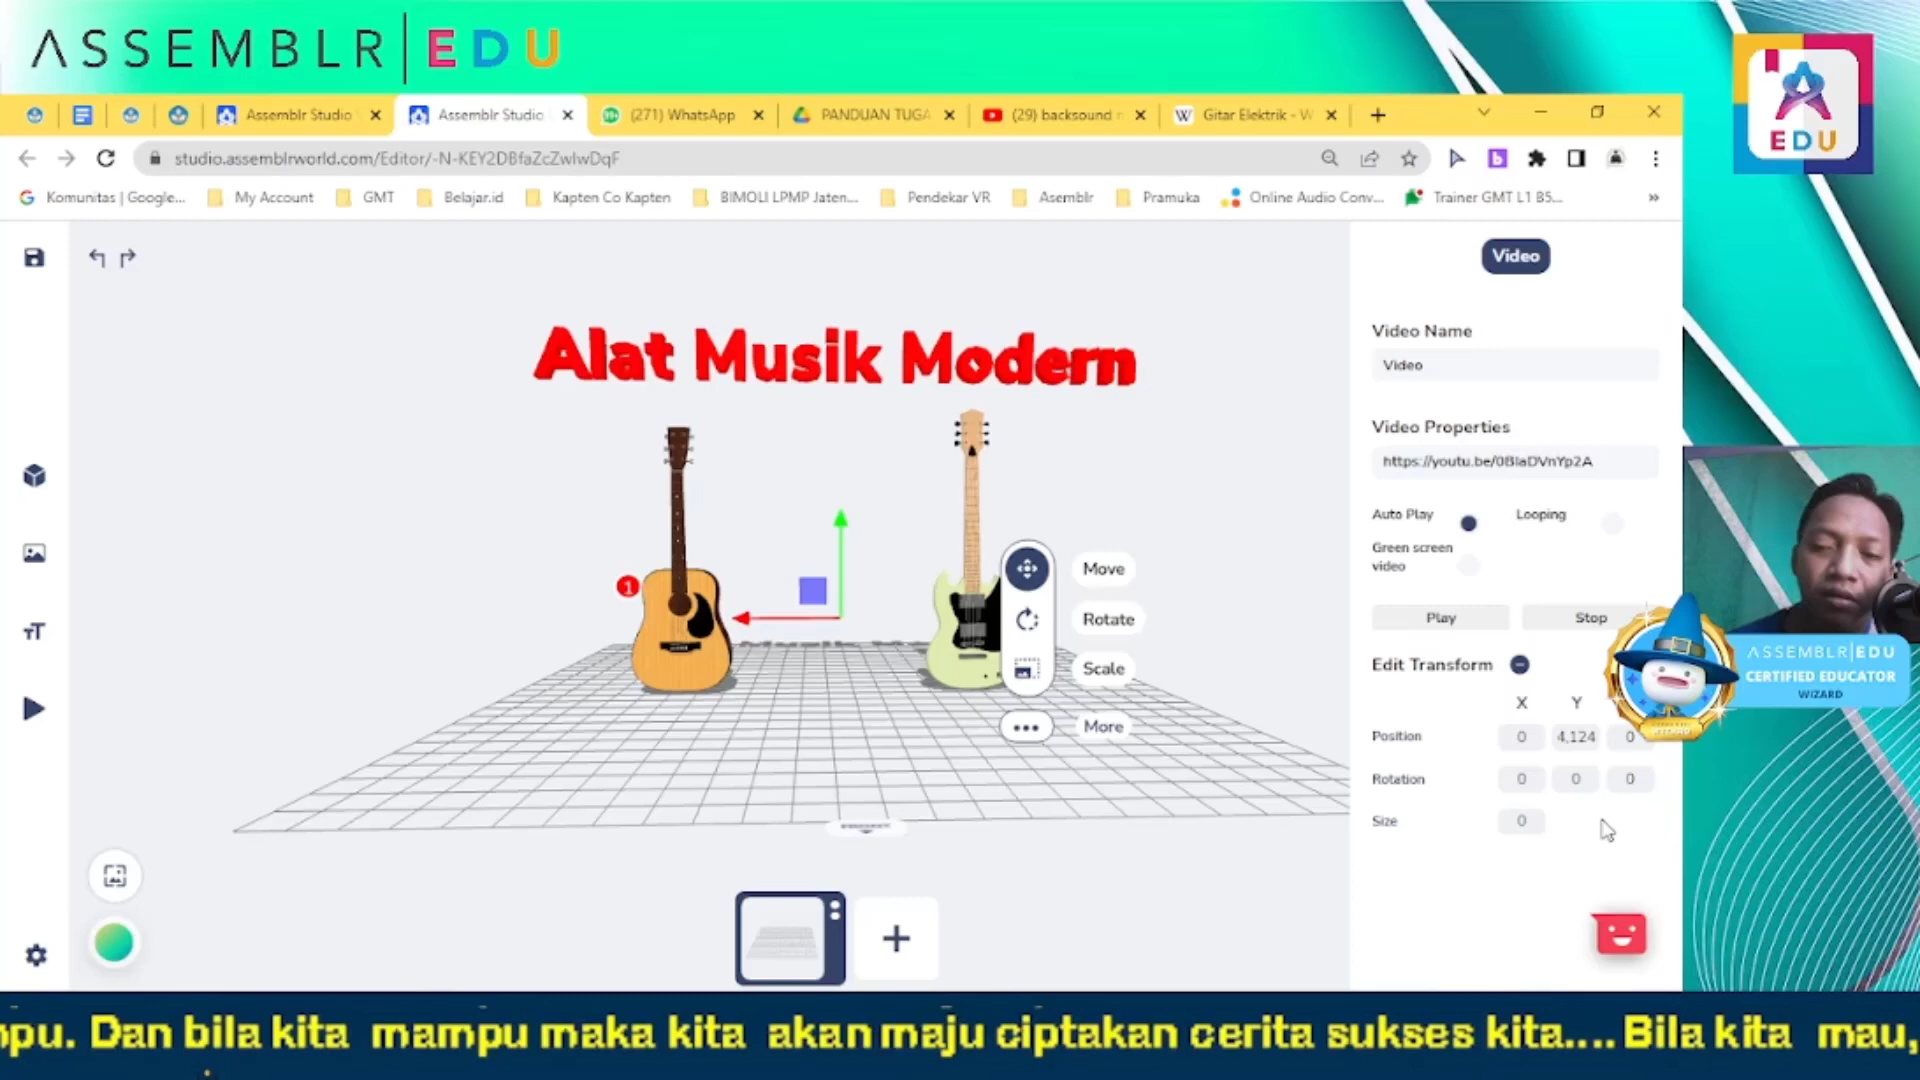 ASSEMBLR | EDU
EDU
Assemblr Studio
Assemblr Studio
(271) WhatsApp
PANDUAN TUGA
(29) backsound
Gitar Elektrik - W
studio.assemblrworld.com/Editor/-N-KEY2DBfaZcZwlwDqF
Komunitas | Google...
My Account
GMT
Belajar.id
Kapten Co Kapten
BIMOLI LPMP Jaten...
Pendekar VR
Asemblr
Pramuka
Online Audio Conv...
Trainer GMT L1 B5...
»
Video
Alat Musik Modern
1
Move
Rotate
Scale
More
FRONT
Video Name
Video
Video Properties
https://youtu.be/0BIaDVnYp2A
Auto Play
Looping
Green screen
video
Play
Stop
Edit Transform
X Y
Position 0 4,124 0
Rotation 0 0 0
Size 0
ASSEMBLR|EDU
CERTIFIED EDUCATOR
WIZARD
mpu. Dan bila kita mampu maka kita akan maju ciptakan cerita sukses kita.... Bila kita mau,